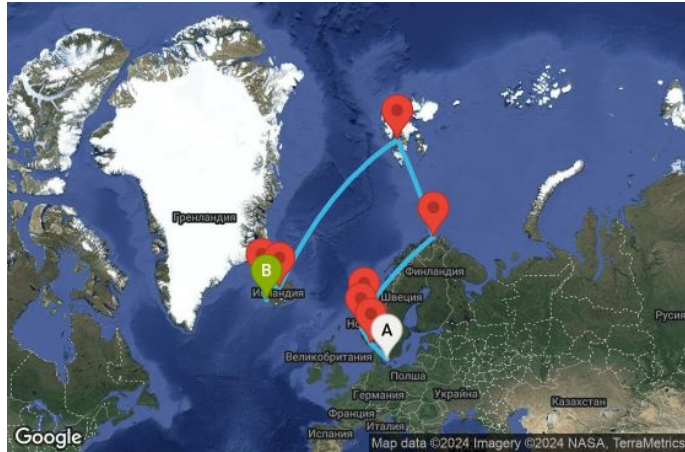 Гренландия
Финландия
B
Исландия
Швеция
Но
A
Русия
Великобритания
Полша
Германия
Украйна
Казахстан
Франция
Италия
Испания
Google
Map data ©2024 Imagery ©2024 NASA, TerraMetrics